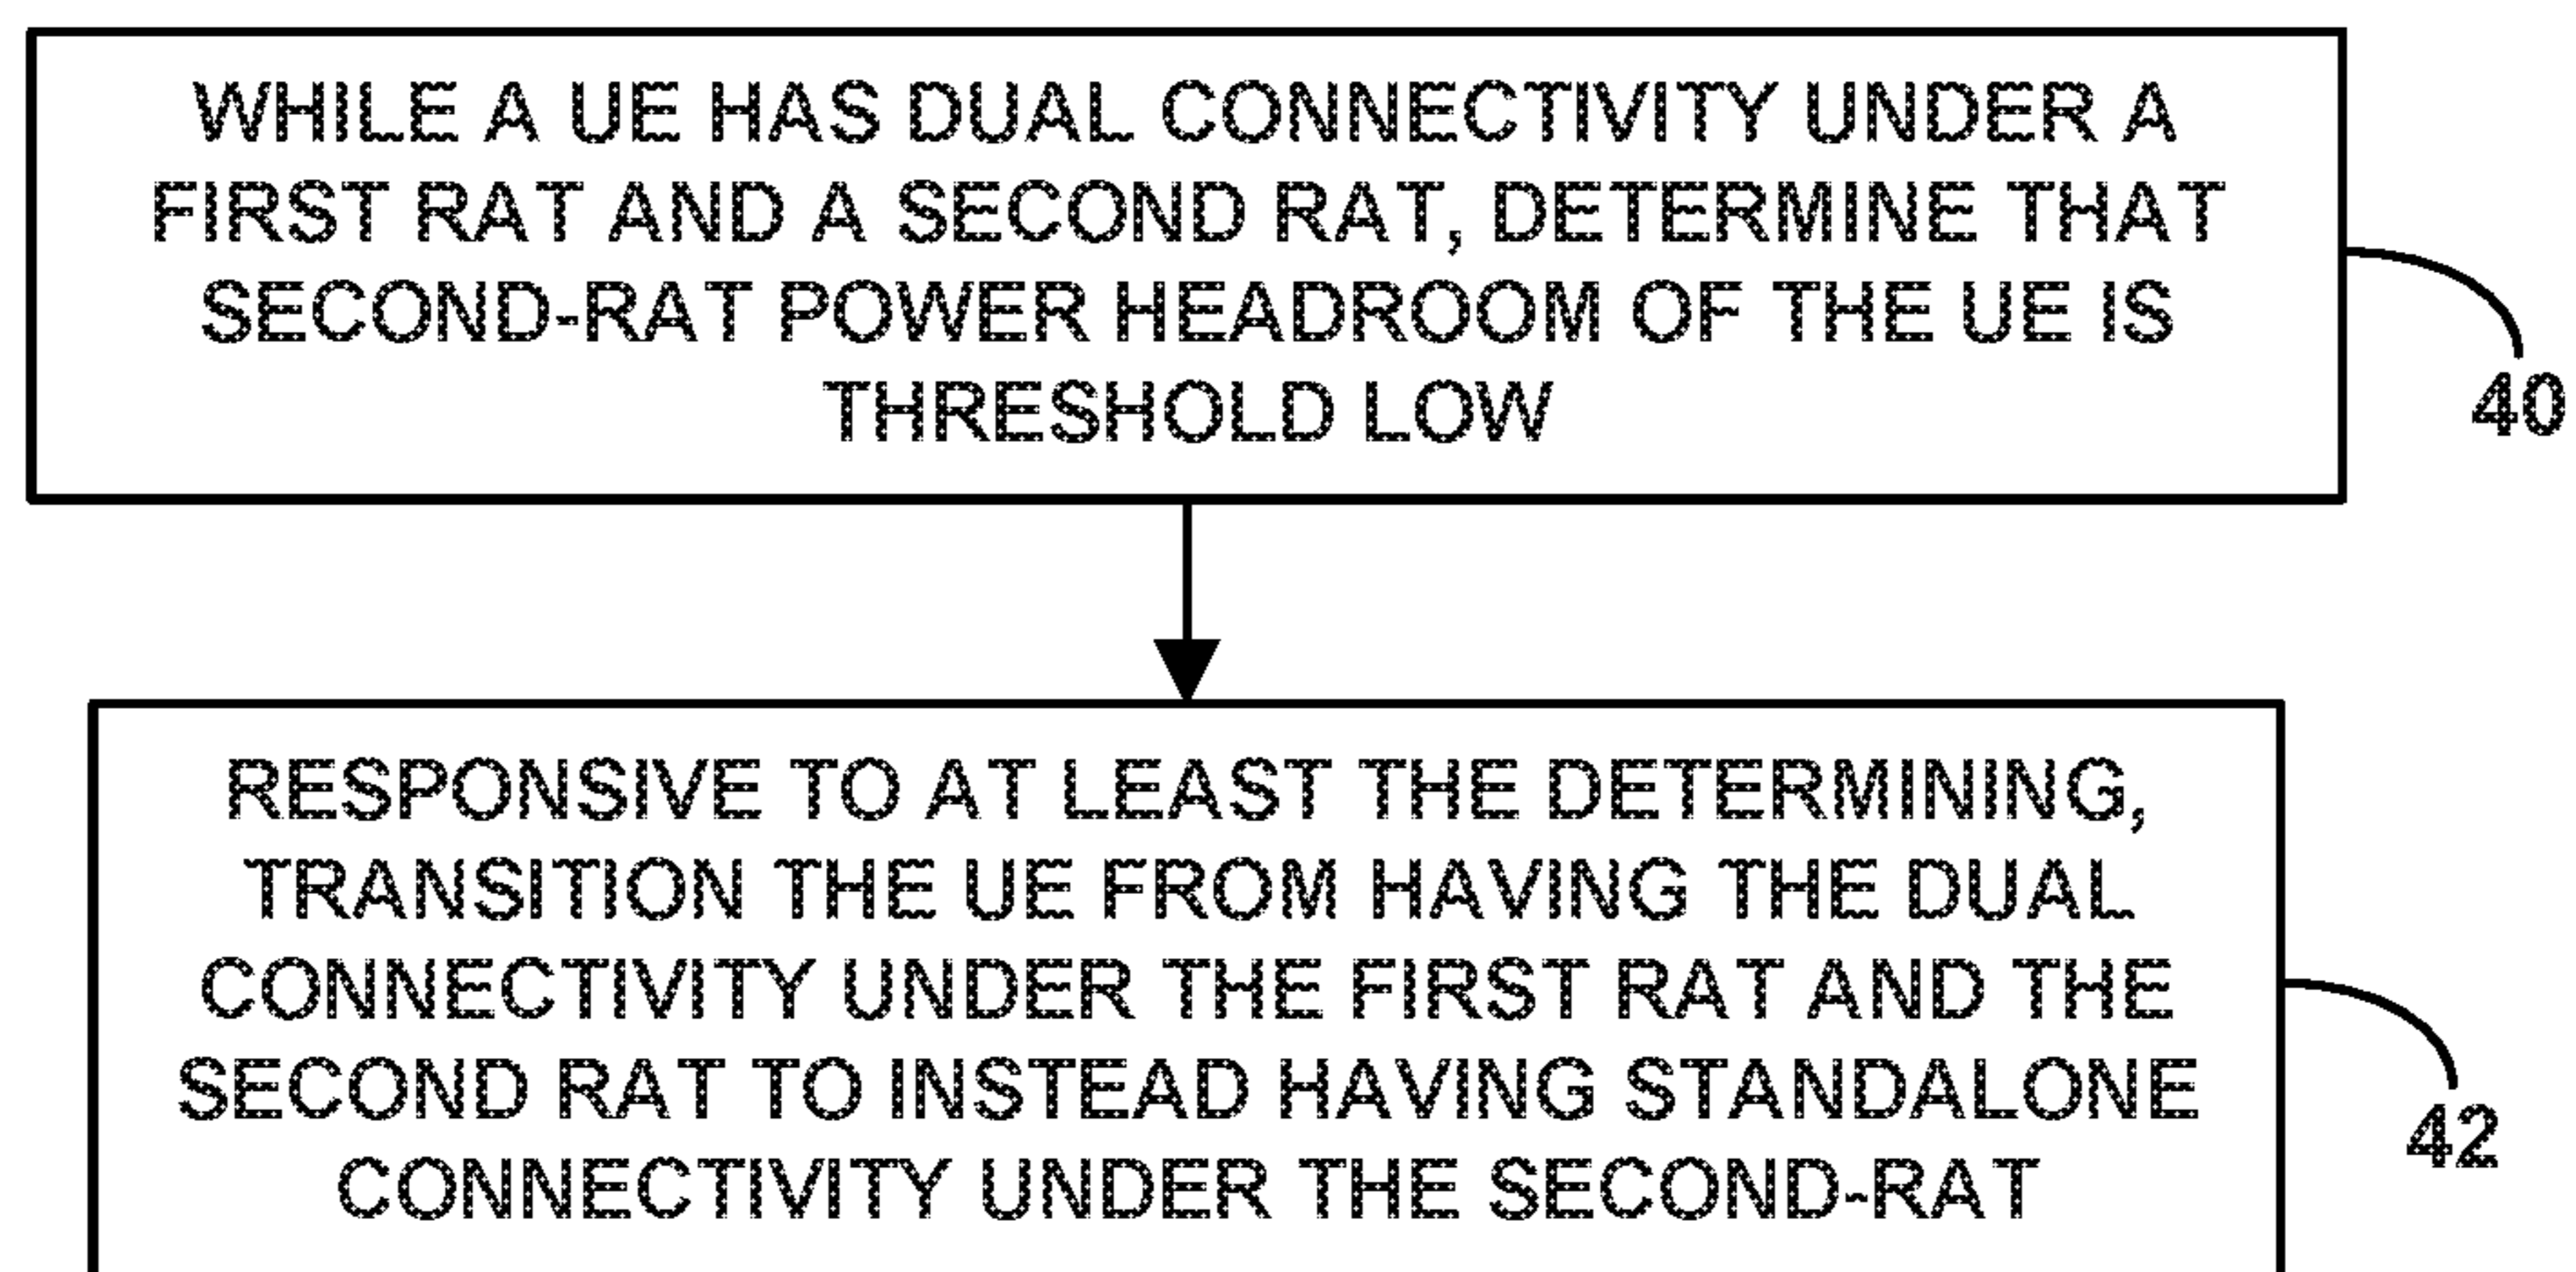 WHILE A UE HAS DUAL CONNECTIVITY UNDER A
FIRST RAT AND A SECOND RAT, DETERMINE THAT
SECOND-RAT POWER HEADROOM OF THE UE IS
THRESHOLD LOW
40
RESPONSIVE TO AT LEAST THE DETERMINING,
TRANSITION THE UE FROM HAVING THE DUAL
CONNECTIVITY UNDER THE FIRST RAT AND THE
SECOND RAT TO INSTEAD HAVING STANDALONE
CONNECTIVITY UNDER THE SECOND-RAT
42